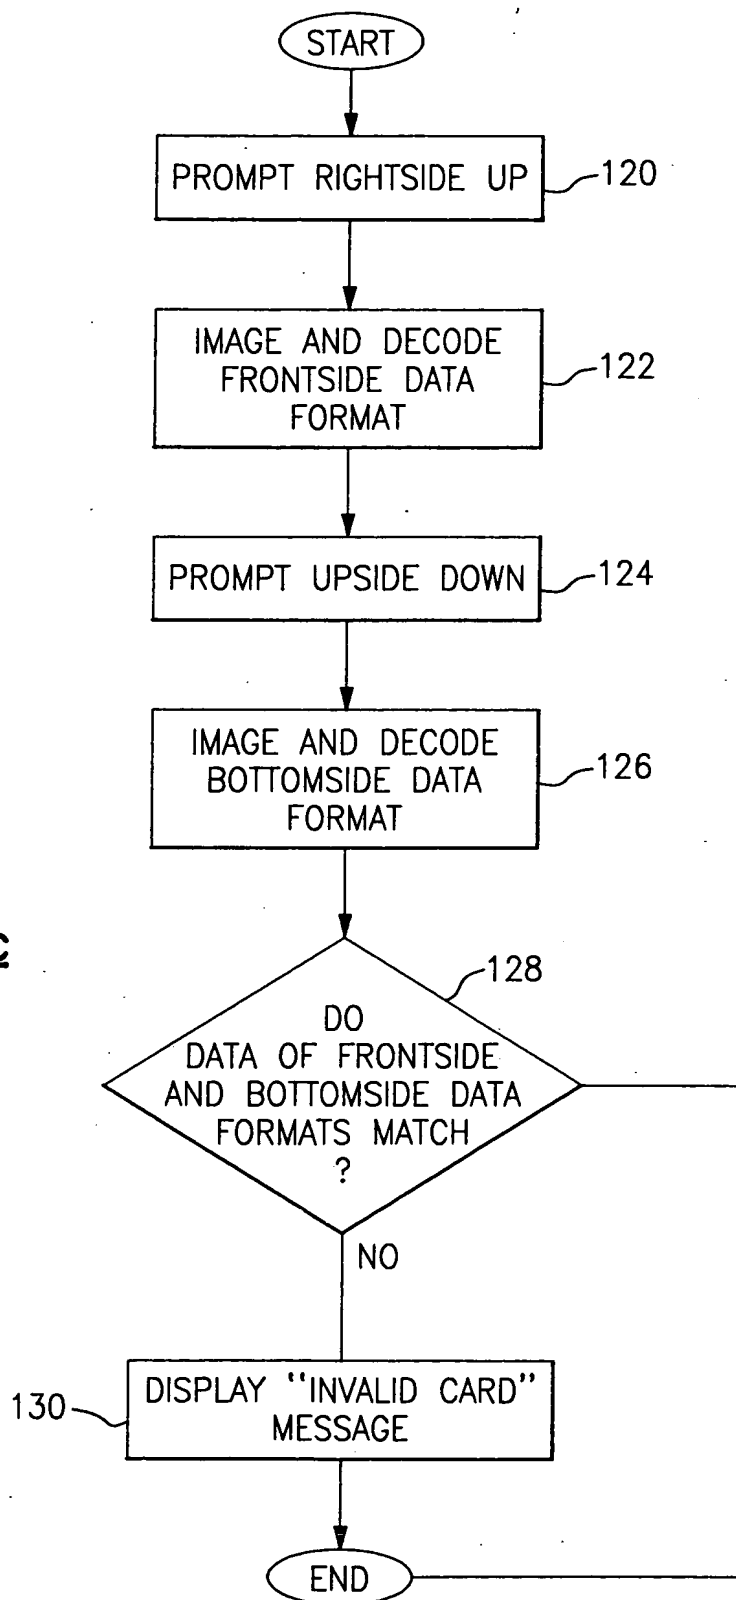 START
PROMPT RIGHTSIDE UP
120
IMAGE AND DECODE
FRONTSIDE DATA
FORMAT
122
PROMPT UPSIDE DOWN
124
IMAGE AND DECODE
BOTTOMSIDE DATA
FORMAT
126
128
DO
DATA OF FRONTSIDE
AND BOTTOMSIDE DATA
FORMATS MATCH
?
NO
130
DISPLAY "INVALID CARD"
MESSAGE
END